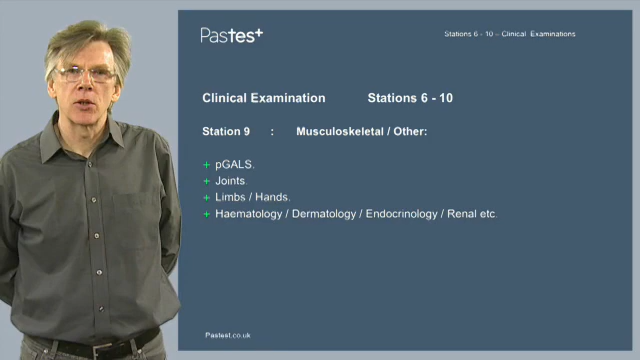 Pastest+
Stations 6 - 10 – Clinical Examinations
Clinical Examination Stations 6 - 10
Station 9 : Musculoskeletal / Other:
+ pGALS.
+ Joints.
+ Limbs / Hands.
+ Haematology / Dermatology / Endocrinology / Renal etc.
Pastest.co.uk